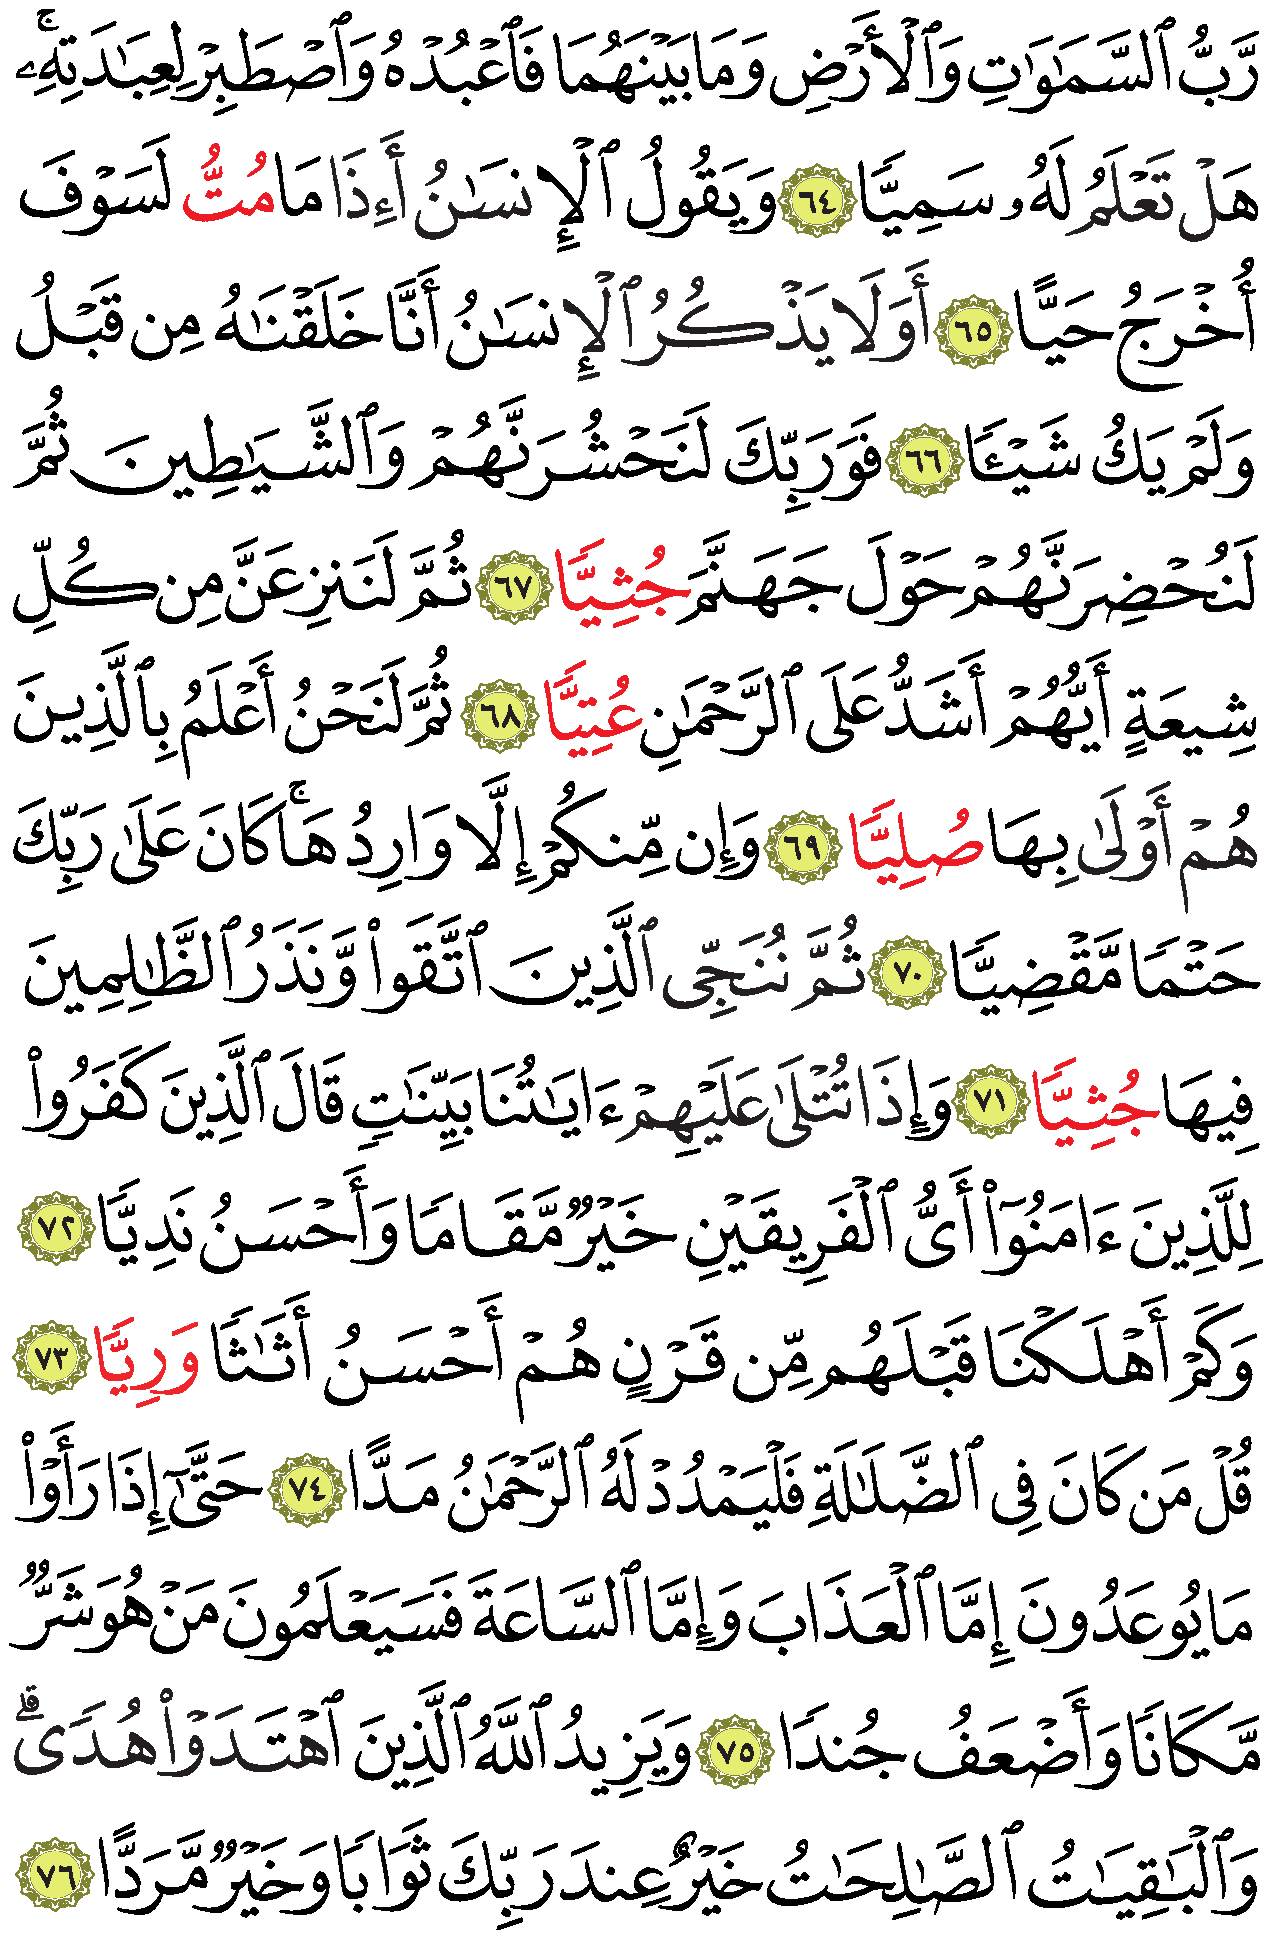 رَّبُّ ٱلسَّمَٰوَٰتِ وَٱلْأَرْضِ وَمَا بَيْنَهُمَا فَٱعْبُدْهُ وَٱصْطَبِرْ لِعِبَٰدَتِهِۦۚ
هَلْ تَعْلَمُ لَهُۥ سَمِيًّا ٦٤ وَيَقُولُ ٱلْإِنسَٰنُ أَءِذَا مَا مُتُّ لَسَوْفَ
أُخْرَجُ حَيًّا ٦٥ أَوَلَا يَذْكُرُ ٱلْإِنسَٰنُ أَنَّا خَلَقْنَٰهُ مِن قَبْلُ
وَلَمْ يَكُ شَيْـًٔا ٦٦ فَوَرَبِّكَ لَنَحْشُرَنَّهُمْ وَٱلشَّيَٰطِينَ ثُمَّ
لَنُحْضِرَنَّهُمْ حَوْلَ جَهَنَّمَ جُثِيًّا ٦٧ ثُمَّ لَنَنزِعَنَّ مِن كُلِّ
شِيعَةٍ أَيُّهُمْ أَشَدُّ عَلَى ٱلرَّحْمَٰنِ عُتِيًّا ٦٨ ثُمَّ لَنَحْنُ أَعْلَمُ بِٱلَّذِينَ
هُمْ أَوْلَىٰ بِهَا صُلِيًّا ٦٩ وَإِن مِّنكُمْ إِلَّا وَارِدُهَاۚ كَانَ عَلَىٰ رَبِّكَ
حَتْمًا مَّقْضِيًّا ٧٠ ثُمَّ نُنَجِّى ٱلَّذِينَ ٱتَّقَوا۟ وَّنَذَرُ ٱلظَّٰلِمِينَ
فِيهَا جُثِيًّا ٧١ وَإِذَا تُتْلَىٰ عَلَيْهِمْ ءَايَٰتُنَا بَيِّنَٰتٍ قَالَ ٱلَّذِينَ كَفَرُوا۟
لِلَّذِينَ ءَامَنُوٓا۟ أَىُّ ٱلْفَرِيقَيْنِ خَيْرٌ مَّقَامًا وَأَحْسَنُ نَدِيًّا ٧٢
وَكَمْ أَهْلَكْنَا قَبْلَهُم مِّن قَرْنٍ هُمْ أَحْسَنُ أَثَٰثًا وَرِيًّا ٧٣
قُلْ مَن كَانَ فِى ٱلضَّلَٰلَةِ فَلْيَمْدُدْ لَهُ ٱلرَّحْمَٰنُ مَدًّا ٧٤ حَتَّىٰٓ إِذَا رَأَوْا۟
مَا يُوعَدُونَ إِمَّا ٱلْعَذَابَ وَإِمَّا ٱلسَّاعَةَ فَسَيَعْلَمُونَ مَنْ هُوَ شَرٌّ
مَّكَانًا وَأَضْعَفُ جُندًا ٧٥ وَيَزِيدُ ٱللَّهُ ٱلَّذِينَ ٱهْتَدَوْا۟ هُدًىۗ
وَٱلْبَٰقِيَٰتُ ٱلصَّٰلِحَٰتُ خَيْرٌ عِندَ رَبِّكَ ثَوَابًا وَخَيْرٌ مَّرَدًّا ٧٦